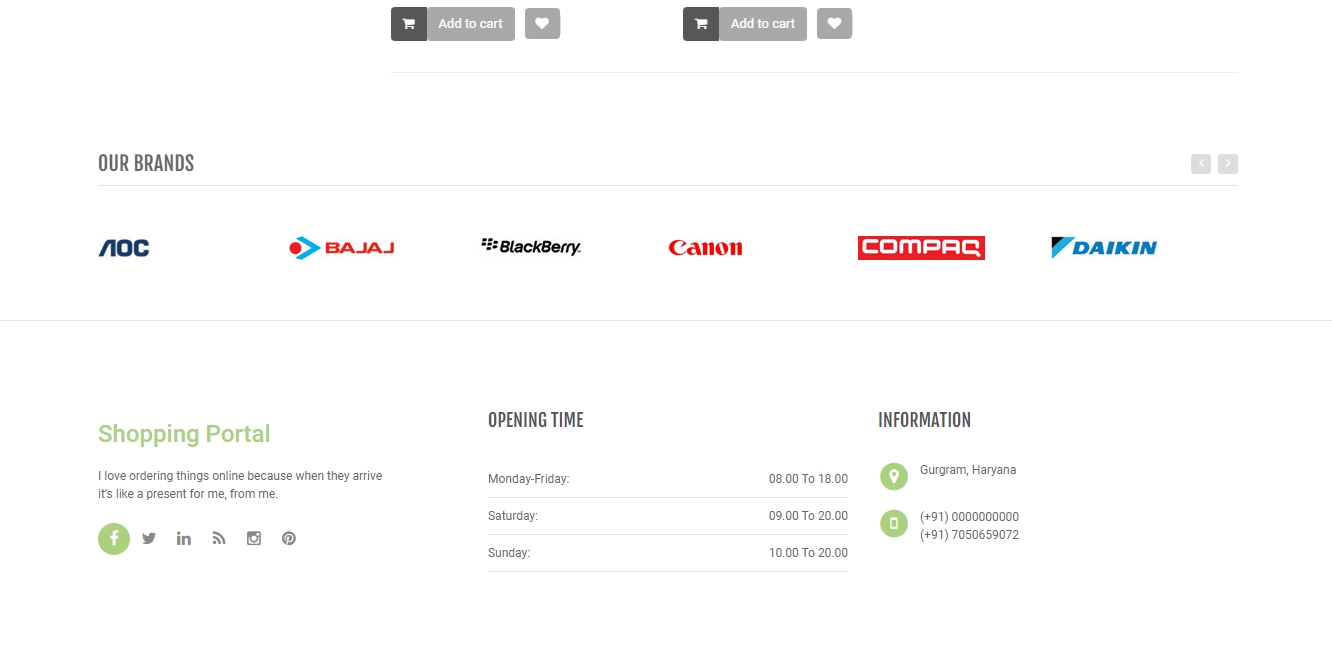 Add to cart
Add to cart
OUR BRANDS
AOC
BAJAJ
BlackBerry
Canon
COMPAQ
DAIKIN
Shopping Portal
I love ordering things online because when they arrive
it's like a present for me, from me.
OPENING TIME
Monday-Friday: 08.00 To 18.00
Saturday: 09.00 To 20.00
Sunday: 10.00 To 20.00
INFORMATION
Gurgram, Haryana
(+91) 0000000000
(+91) 7050659072